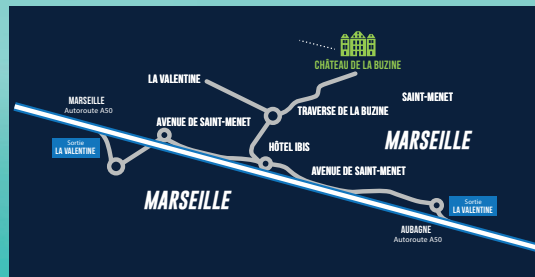 CHÂTEAU DE LA BUZINE
LA VALENTINE
SAINT-MENET
MARSEILLE
Autoroute A50
TRAVERSE DE LA BUZINE
AVENUE DE SAINT-MENET
MARSEILLE
Sortie
LA VALENTINE
HÔTEL IBIS
AVENUE DE SAINT-MENET
MARSEILLE
Sortie
LA VALENTINE
AUBAGNE
Autoroute A50